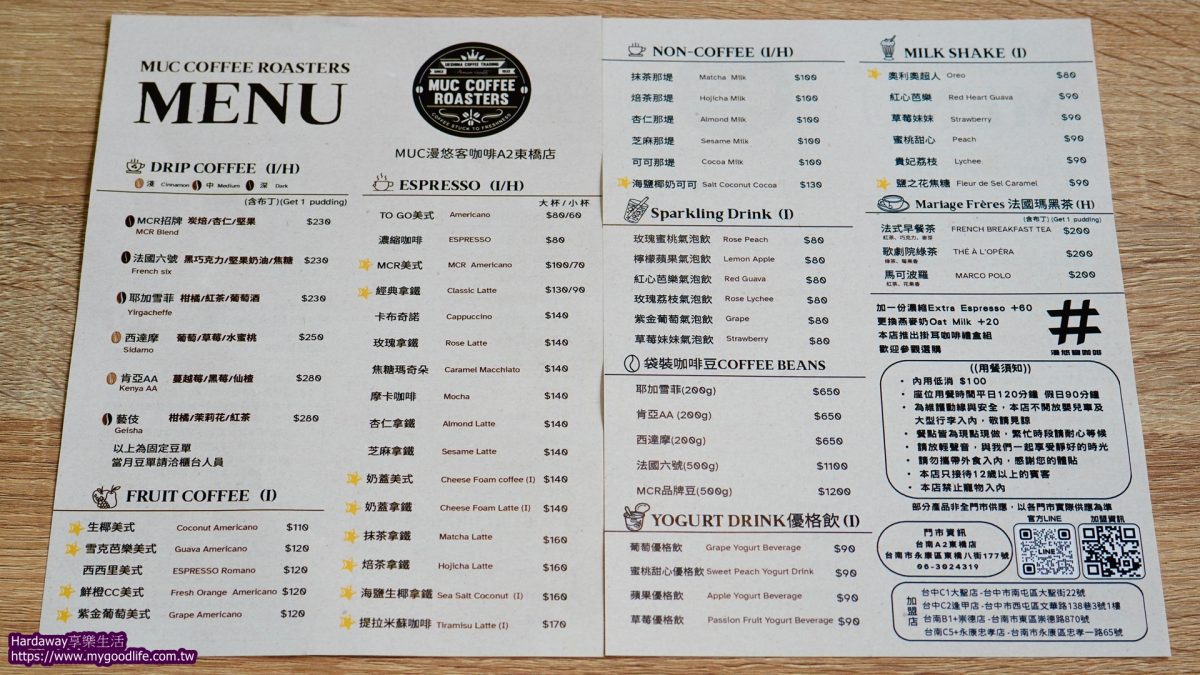 MUC COFFEE ROASTERS
MENU
USHIMA COFFEE TRADING
MUC COFFEE
ROASTERS
COFFEE STUCK TO FRESHNESS
MUC漫悠客咖啡A2東橋店
DRIP COFFEE (I/H)
淺 Cinnamon 中 Medium 深 Dark
(含布丁)(Get 1 pudding)
MCR招牌 炭焙/杏仁/堅果 $230
MCR Blend
法國六號 黑巧克力/堅果奶油/焦糖 $230
French six
耶加雪菲 柑橘/紅茶/葡萄酒 $230
Yirgacheffe
西達摩 葡萄/草莓/水蜜桃 $250
Sidamo
肯亞AA 蔓越莓/黑莓/仙楂 $280
Kenya AA
藝伎 柑橘/茉莉花/紅茶 $280
Geisha
以上為固定豆單
當月豆單請洽櫃台人員
FRUIT COFFEE (I)
生椰美式 Coconut Americano $110
雪克芭樂美式 Guava Americano $120
西西里美式 ESPRESSO Romano $120
鮮橙CC美式 Fresh Orange Americano $120
紫金葡萄美式 Grape Americano $120
ESPRESSO (I/H)
大杯/小杯
TO GO美式 Americano $80/60
濃縮咖啡 ESPRESSO $80
MCR美式 MCR Americano $100/70
經典拿鐵 Classic Latte $130/90
卡布奇諾 Cappuccino $140
玫瑰拿鐵 Rose Latte $140
焦糖瑪奇朵 Caramel Macchiato $140
摩卡咖啡 Mocha $140
杏仁拿鐵 Almond Latte $140
芝麻拿鐵 Sesame Latte $140
奶蓋美式 Cheese Foam coffee (I) $140
奶蓋拿鐵 Cheese Foam Latte (I) $140
抹茶拿鐵 Matcha Latte $160
焙茶拿鐵 Hojicha Latte $160
海鹽生椰拿鐵 Sea Salt Coconut (I) $160
提拉米蘇咖啡 Tiramisu Latte (I) $170
NON-COFFEE (I/H)
抹茶那堤 Matcha Milk $100
焙茶那堤 Hojicha Milk $100
杏仁那堤 Almond Milk $100
芝麻那堤 Sesame Milk $100
可可那堤 Cocoa Milk $100
海鹽椰奶可可 Salt Coconut Cocoa $130
Sparkling Drink (I)
玫瑰蜜桃氣泡飲 Rose Peach $80
檸檬蘋果氣泡飲 Lemon Apple $80
紅心芭樂氣泡飲 Red Guava $80
玫瑰荔枝氣泡飲 Rose Lychee $80
紫金葡萄氣泡飲 Grape $80
草莓妹妹氣泡飲 Strawberry $80
袋裝咖啡豆COFFEE BEANS
耶加雪菲(200g) $650
肯亞AA (200g) $650
西達摩(200g) $650
法國六號(500g) $1100
MCR品牌豆(500g) $1200
YOGURT DRINK優格飲(I)
葡萄優格飲 Grape Yogurt Beverage $90
蜜桃甜心優格飲 Sweet Peach Yogurt Drink $90
蘋果優格飲 Apple Yogurt Beverage $90
草莓優格飲 Passion Fruit Yogurt Beverage $90
MILK SHAKE (I)
奧利奧超人 Oreo $80
紅心芭樂 Red Heart Guava $90
草莓妹妹 Strawberry $90
蜜桃甜心 Peach $90
貴妃荔枝 Lychee $90
鹽之花焦糖 Fleur de Sel Caramel $90
Mariage Frères 法國瑪黑茶(H)
(含布丁)(Get 1 pudding)
法式早餐茶 FRENCH BREAKFAST TEA $200
紅茶、巧克力、麥芽
歌劇院綠茶 THÉ À L'OPÉRA $200
綠茶、莓果香
馬可波羅 MARCO POLO $200
紅茶、花果香
加一份濃縮Extra Espresso +60
更換燕麥奶Oat Milk +20
本店推出掛耳咖啡禮盒組
歡迎參觀選購
#
漫悠客咖啡
((用餐須知))
• 內用低消 $100
• 座位用餐時間平日120分鐘 假日90分鐘
• 為維護動線與安全，本店不開放嬰兒車及
大型行李入內，敬請見諒
• 餐點皆為現點現做，繁忙時段請耐心等候
• 請放輕聲音，與我們一起享受靜好的時光
• 請勿攜帶外食入內，感謝您的體貼
• 本店只接待12歲以上的賓客
• 本店禁止寵物入內
部分產品非全門市供應，以各門市實際供應為準
門市資訊
台南A2東橋店
台南市永康區東橋八街177號
06-3024319
官方LINE
LINE
加盟資訊
加盟店
台中C1大墩店-台中市南屯區大墩街22號
台中C2逢甲店-台中市西屯區文華路138巷3號1樓
台南B1+崇德店-台南市東區崇德路870號
台南C5+永康忠孝店-台南市永康區忠孝一路65號
Hardaway享樂生活
https://www.mygoodlife.com.tw